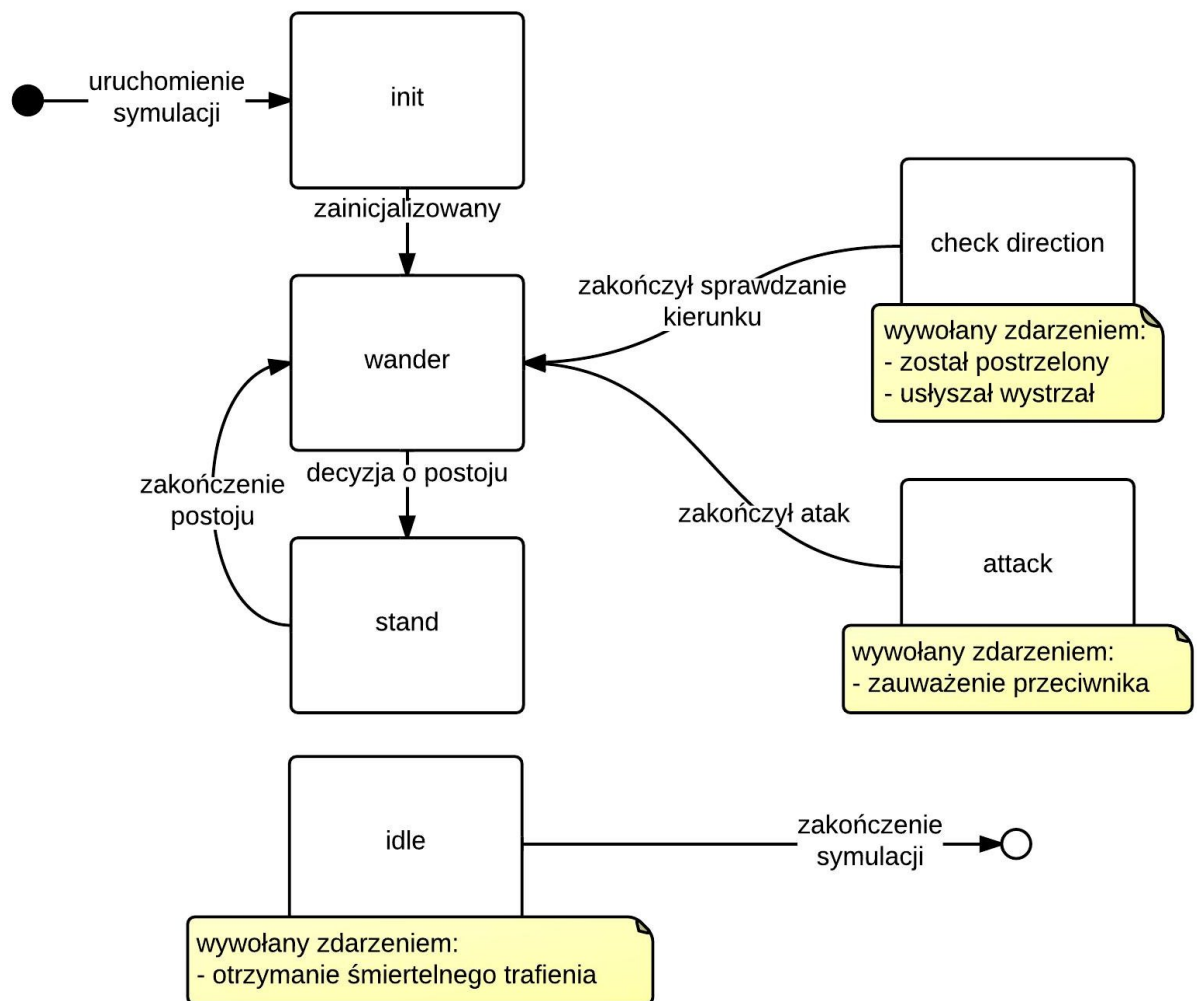 uruchomienie
symulacji
init
zainicjalizowany
check direction
zakończył sprawdzanie
kierunku
wywołany zdarzeniem:
- został postrzelony
- usłyszał wystrzał
wander
decyzja o postoju
zakończenie
postoju
zakończył atak
attack
stand
wywołany zdarzeniem:
- zauważenie przeciwnika
idle
zakończenie
symulacji
wywołany zdarzeniem:
- otrzymanie śmiertelnego trafienia